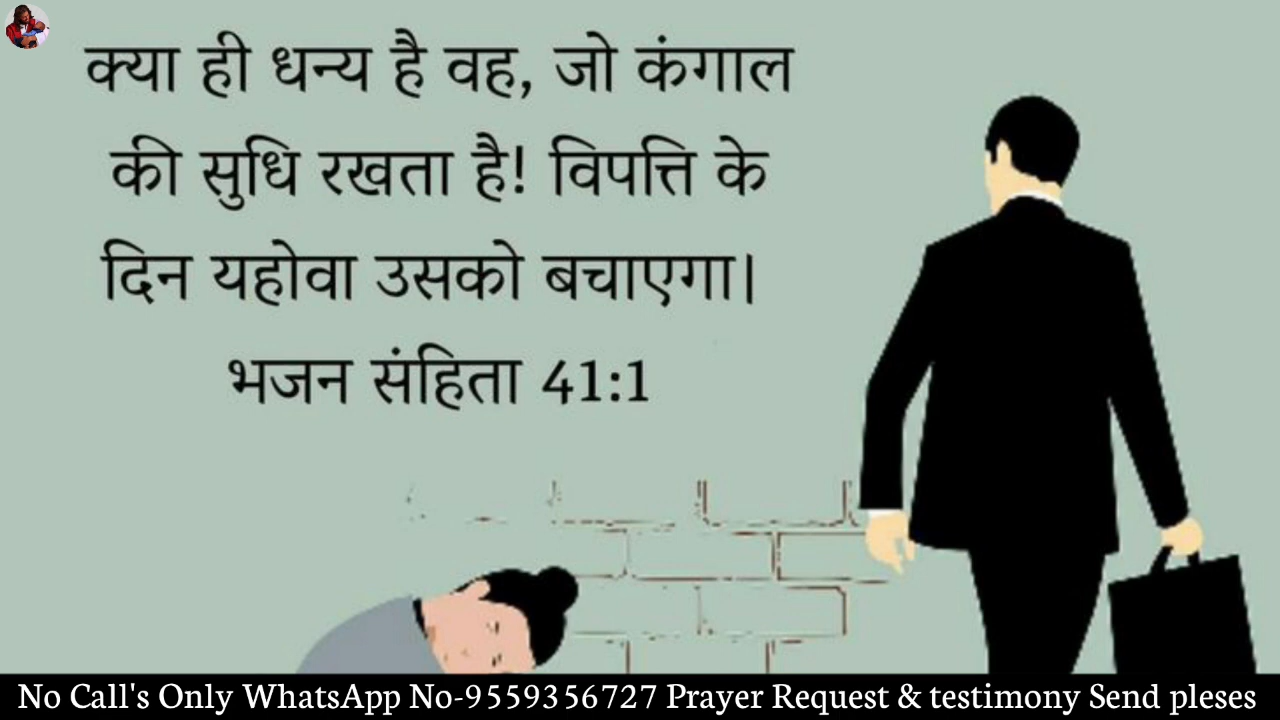 क्या ही धन्य है वह, जो कंगाल
की सुधि रखता है! विपत्ति के
दिन यहोवा उसको बचाएगा।
भजन संहिता 41:1
No Call's Only WhatsApp No-9559356727 Prayer Request & testimony Send pleses